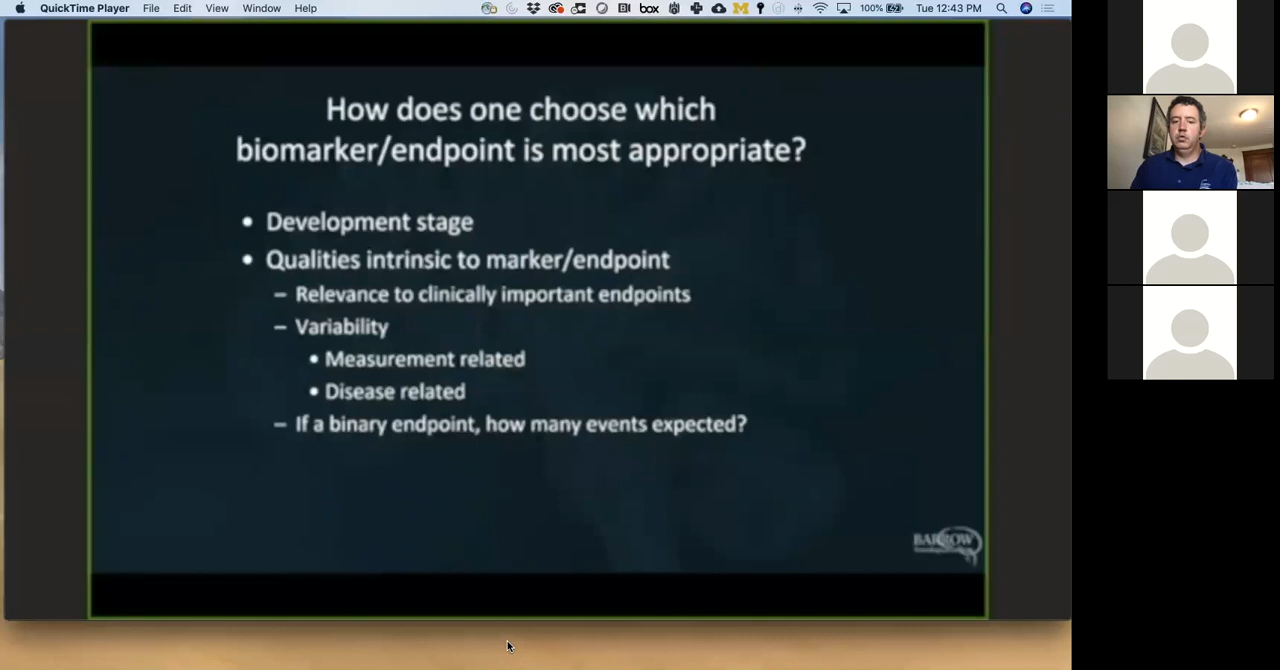 QuickTime Player File Edit View Window Help box 100% Tue 12:43 PM
How does one choose which
biomarker/endpoint is most appropriate?
• Development stage
• Qualities intrinsic to marker/endpoint
– Relevance to clinically important endpoints
– Variability
• Measurement related
• Disease related
– If a binary endpoint, how many events expected?
BARROW